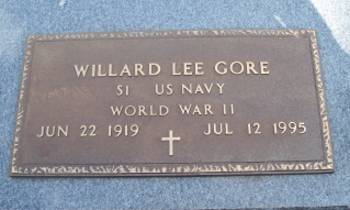 WILLARD LEE GORE
S1 US NAVY
WORLD WAR II
JUN 22 1919 JUL 12 1995